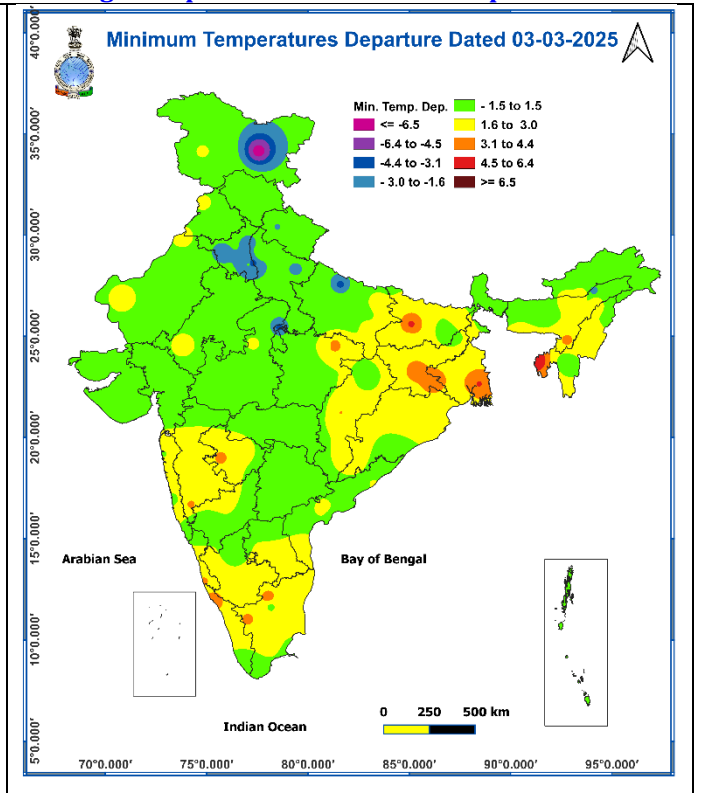 Minimum Temperatures Departure Dated 03-03-2025
Min. Temp. Dep.
<= -6.5
-6.4 to -4.5
-4.4 to -3.1
- 3.0 to -1.6
- 1.5 to 1.5
1.6 to 3.0
3.1 to 4.4
4.5 to 6.4
>= 6.5
40°0.000'
35°0.000'
30°0.000'
25°0.000'
20°0.000'
15°0.000'
10°0.000'
5°0.000'
Arabian Sea
Bay of Bengal
Indian Ocean
0 250 500 km
70°0.000' 75°0.000' 80°0.000' 85°0.000' 90°0.000' 95°0.000'